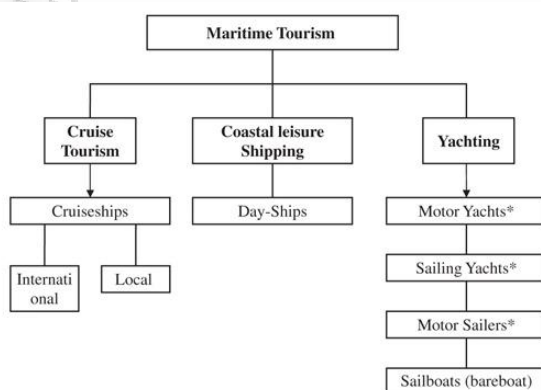 Maritime Tourism
Cruise
Tourism
Coastal leisure
Shipping
Yachting
Cruiseships
Day-Ships
Motor Yachts*
Internati
onal
Local
Sailing Yachts*
Motor Sailers*
Sailboats (bareboat)